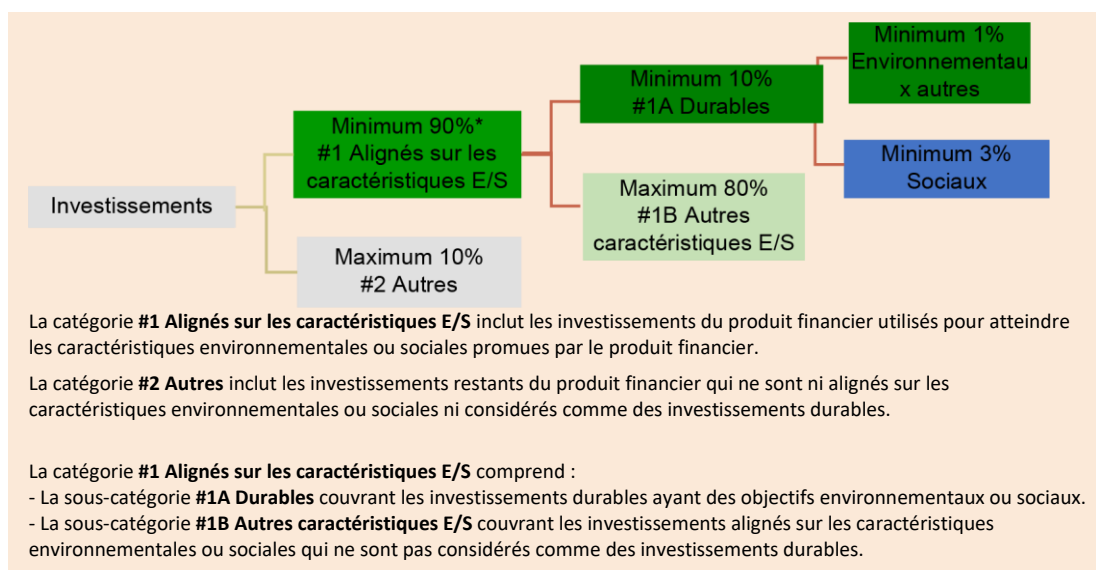 Minimum 1%
Environnementau
x autres
Minimum 10%
#1A Durables
Minimum 90%*
#1 Alignés sur les
caractéristiques E/S
Minimum 3%
Sociaux
Investissements
Maximum 80%
#1B Autres
caractéristiques E/S
Maximum 10%
#2 Autres
La catégorie #1 Alignés sur les caractéristiques E/S inclut les investissements du produit financier utilisés pour atteindre
les caractéristiques environnementales ou sociales promues par le produit financier.
La catégorie #2 Autres inclut les investissements restants du produit financier qui ne sont ni alignés sur les
caractéristiques environnementales ou sociales ni considérés comme des investissements durables.
La catégorie #1 Alignés sur les caractéristiques E/S comprend :
- La sous-catégorie #1A Durables couvrant les investissements durables ayant des objectifs environnementaux ou sociaux.
- La sous-catégorie #1B Autres caractéristiques E/S couvrant les investissements alignés sur les caractéristiques
environnementales ou sociales qui ne sont pas considérés comme des investissements durables.